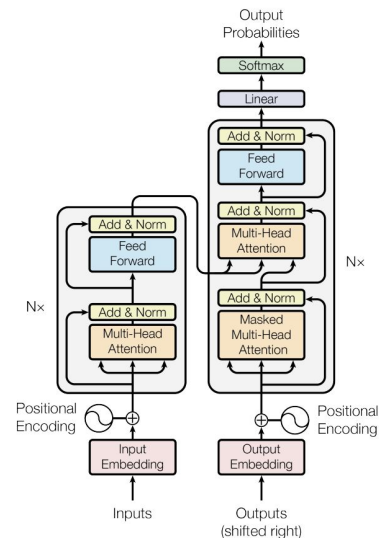 Output
Probabilities
Softmax
Linear
Add & Norm
Feed
Forward
Add & Norm
Multi-Head
Attention
Nx
Add & Norm
Masked
Multi-Head
Attention
Add & Norm
Feed
Forward
Nx
Add & Norm
Multi-Head
Attention
Positional
Encoding
Positional
Encoding
Input
Embedding
Output
Embedding
Inputs
Outputs
(shifted right)